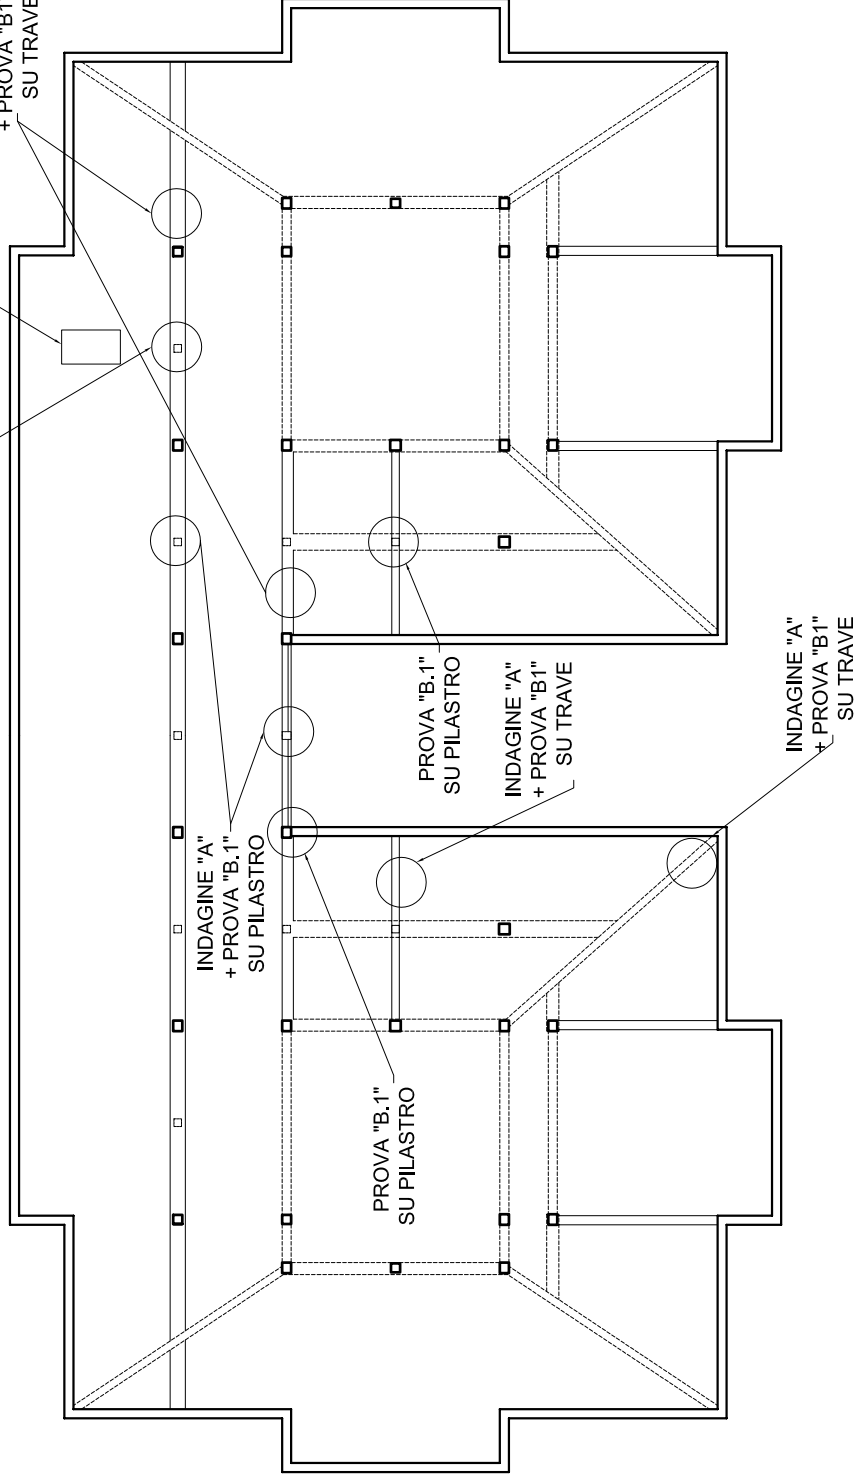 + PROVA "B1"
SU TRAVE
INDAGINE "A"
+ PROVA "B.1"
SU PILASTRO
PROVA "B.1"
SU PILASTRO
PROVA "B.1"
SU PILASTRO
INDAGINE "A"
+ PROVA "B1"
SU TRAVE
INDAGINE "A"
+ PROVA "B1"
SU TRAVE